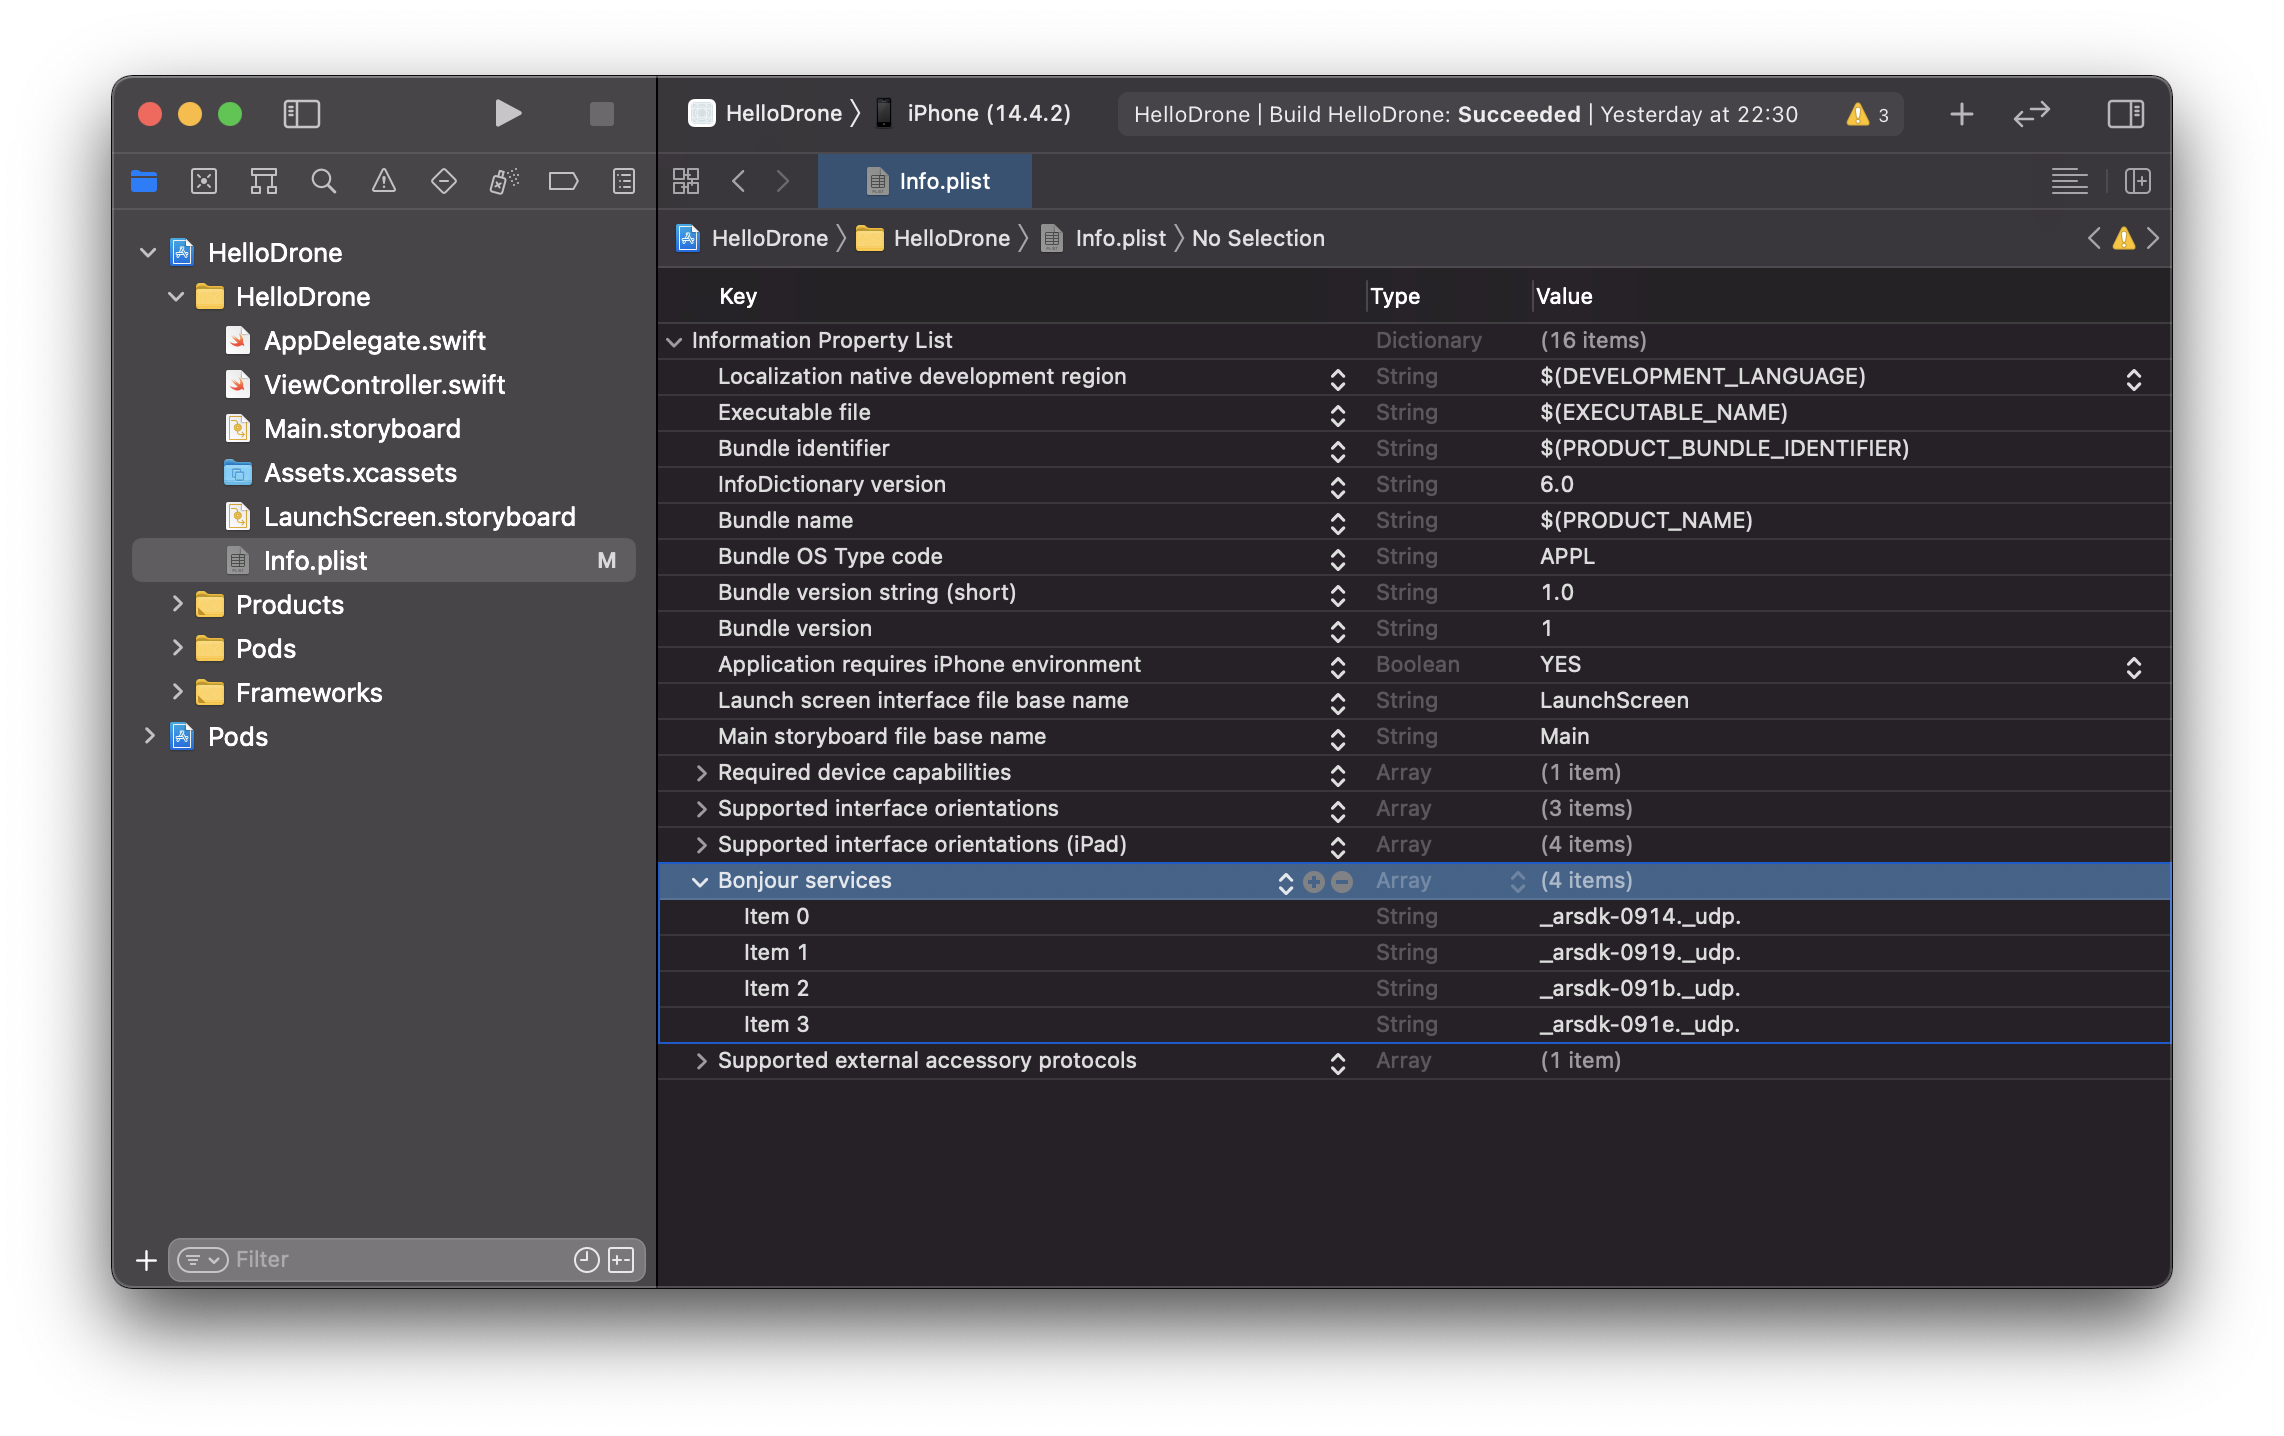 HelloDrone 〉 iPhone (14.4.2)
HelloDrone | Build HelloDrone: Succeeded | Yesterday at 22:30
3
Info.plist
HelloDrone 〉 HelloDrone 〉 Info.plist 〉 No Selection
HelloDrone
HelloDrone
AppDelegate.swift
ViewController.swift
Main.storyboard
Assets.xcassets
LaunchScreen.storyboard
Info.plist M
Products
Pods
Frameworks
Pods
Filter
Key Type Value
Information Property List Dictionary (16 items)
Localization native development region String $(DEVELOPMENT_LANGUAGE)
Executable file String $(EXECUTABLE_NAME)
Bundle identifier String $(PRODUCT_BUNDLE_IDENTIFIER)
InfoDictionary version String 6.0
Bundle name String $(PRODUCT_NAME)
Bundle OS Type code String APPL
Bundle version string (short) String 1.0
Bundle version String 1
Application requires iPhone environment Boolean YES
Launch screen interface file base name String LaunchScreen
Main storyboard file base name String Main
Required device capabilities Array (1 item)
Supported interface orientations Array (3 items)
Supported interface orientations (iPad) Array (4 items)
Bonjour services Array (4 items)
Item 0 String _arsdk-0914._udp.
Item 1 String _arsdk-0919._udp.
Item 2 String _arsdk-091b._udp.
Item 3 String _arsdk-091e._udp.
Supported external accessory protocols Array (1 item)